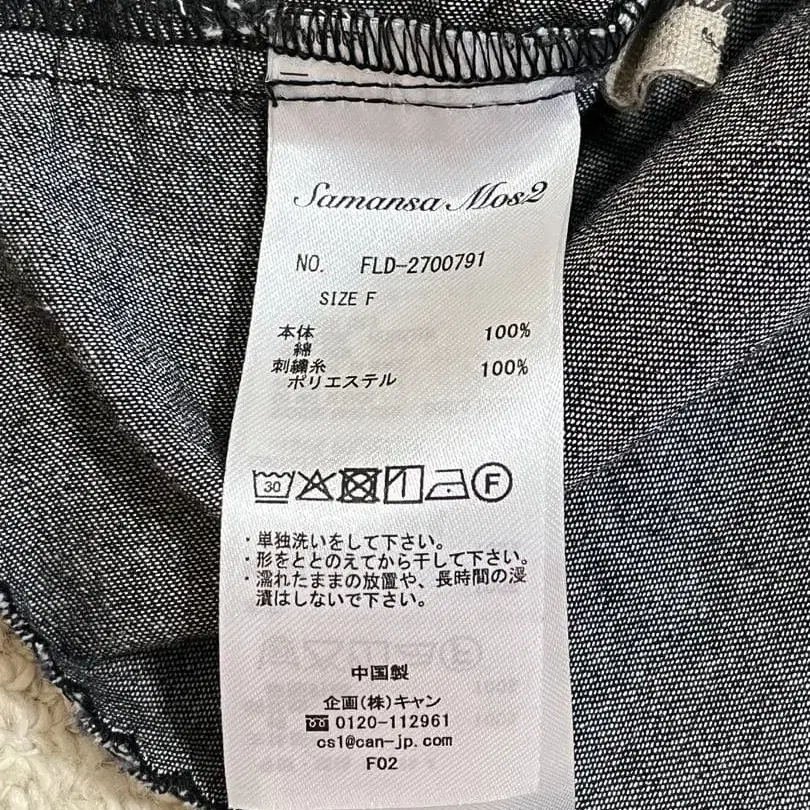 Samansa Mos2
NO. FLD-2700791
SIZE F
本体 100%
綿
刺繍糸 100%
ポリエステル
30 F
・単独洗いをして下さい。
・形をととのえてから干して下さい。
・濡れたままの放置や、長時間の浸
漬はしないで下さい。
中国製
企画(株)キャン
0120-112961
cs1@can-jp.com
F02